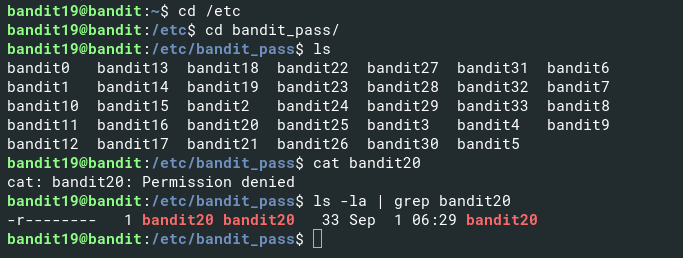 bandit19@bandit:~$ cd /etc
bandit19@bandit:/etc$ cd bandit_pass/
bandit19@bandit:/etc/bandit_pass$ ls
bandit0   bandit13  bandit18  bandit22  bandit27  bandit31  bandit6
bandit1   bandit14  bandit19  bandit23  bandit28  bandit32  bandit7
bandit10  bandit15  bandit2   bandit24  bandit29  bandit33  bandit8
bandit11  bandit16  bandit20  bandit25  bandit3   bandit4   bandit9
bandit12  bandit17  bandit21  bandit26  bandit30  bandit5
bandit19@bandit:/etc/bandit_pass$ cat bandit20
cat: bandit20: Permission denied
bandit19@bandit:/etc/bandit_pass$ ls -la | grep bandit20
-r--------   1 bandit20 bandit20   33 Sep  1 06:29 bandit20
bandit19@bandit:/etc/bandit_pass$